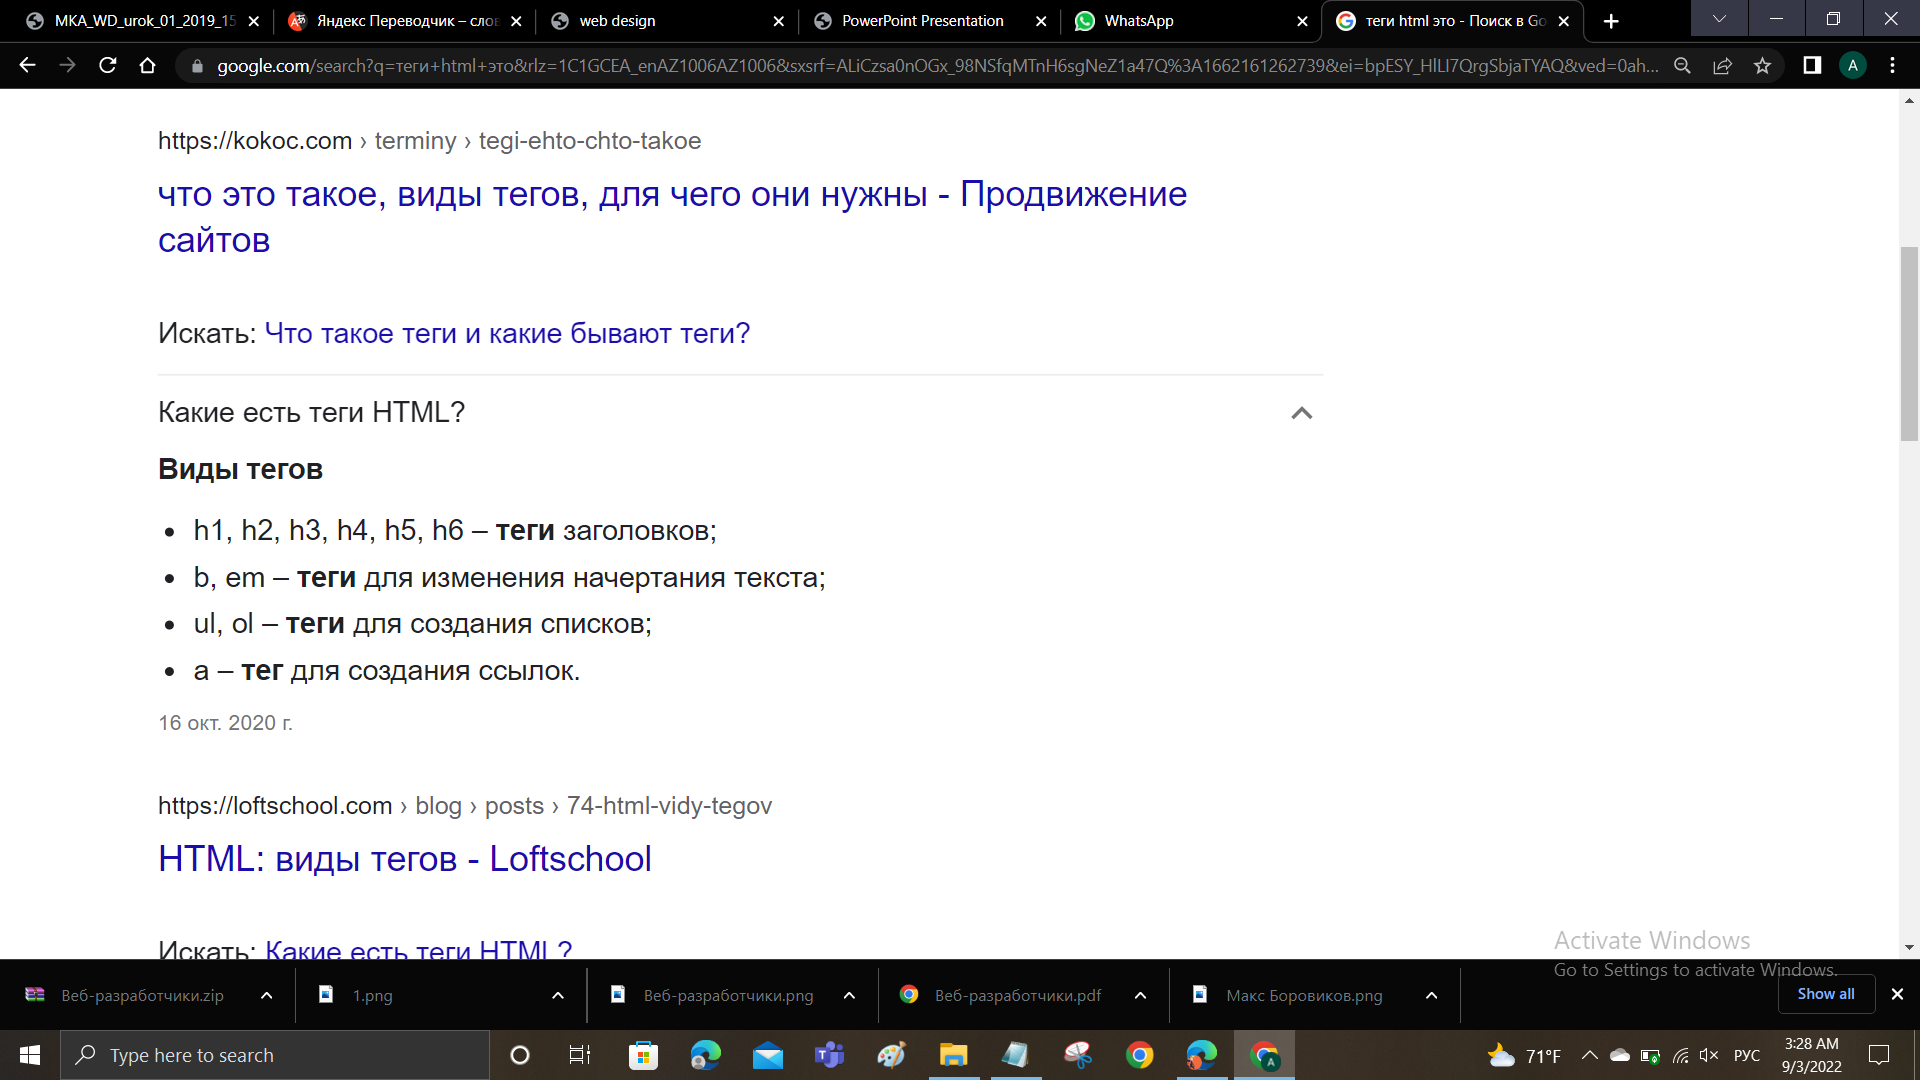 MKA_WD_urok_01_2019_15
Яндекс Переводчик – слов
web design
PowerPoint Presentation
WhatsApp
теги html это - Поиск в Go
google.com/search?q=теги+html+это&rlz=1C1GCEA_enAZ1006AZ1006&sxsrf=ALiCzsa0nOGx_98NSfqMTnH6sgNeZ1a47Q%3A1662161262739&ei=bpESY_HlLI7QrgSbjaTYAQ&ved=0ah...
A
https://kokoc.com › terminy › tegi-ehto-chto-takoe
что это такое, виды тегов, для чего они нужны - Продвижение
сайтов
Искать: Что такое теги и какие бывают теги?
Какие есть теги HTML?
Виды тегов
h1, h2, h3, h4, h5, h6 – теги заголовков;
b, em – теги для изменения начертания текста;
ul, ol – теги для создания списков;
a – тег для создания ссылок.
16 окт. 2020 г.
https://loftschool.com › blog › posts › 74-html-vidy-tegov
HTML: виды тегов - Loftschool
Искать: Какие есть теги HTML?
Activate Windows
Go to Settings to activate Windows.
Веб-разработчики.zip
1.png
Веб-разработчики.png
Веб-разработчики.pdf
Макс Боровиков.png
Show all
Type here to search
71°F
РУС
3:28 AM
9/3/2022